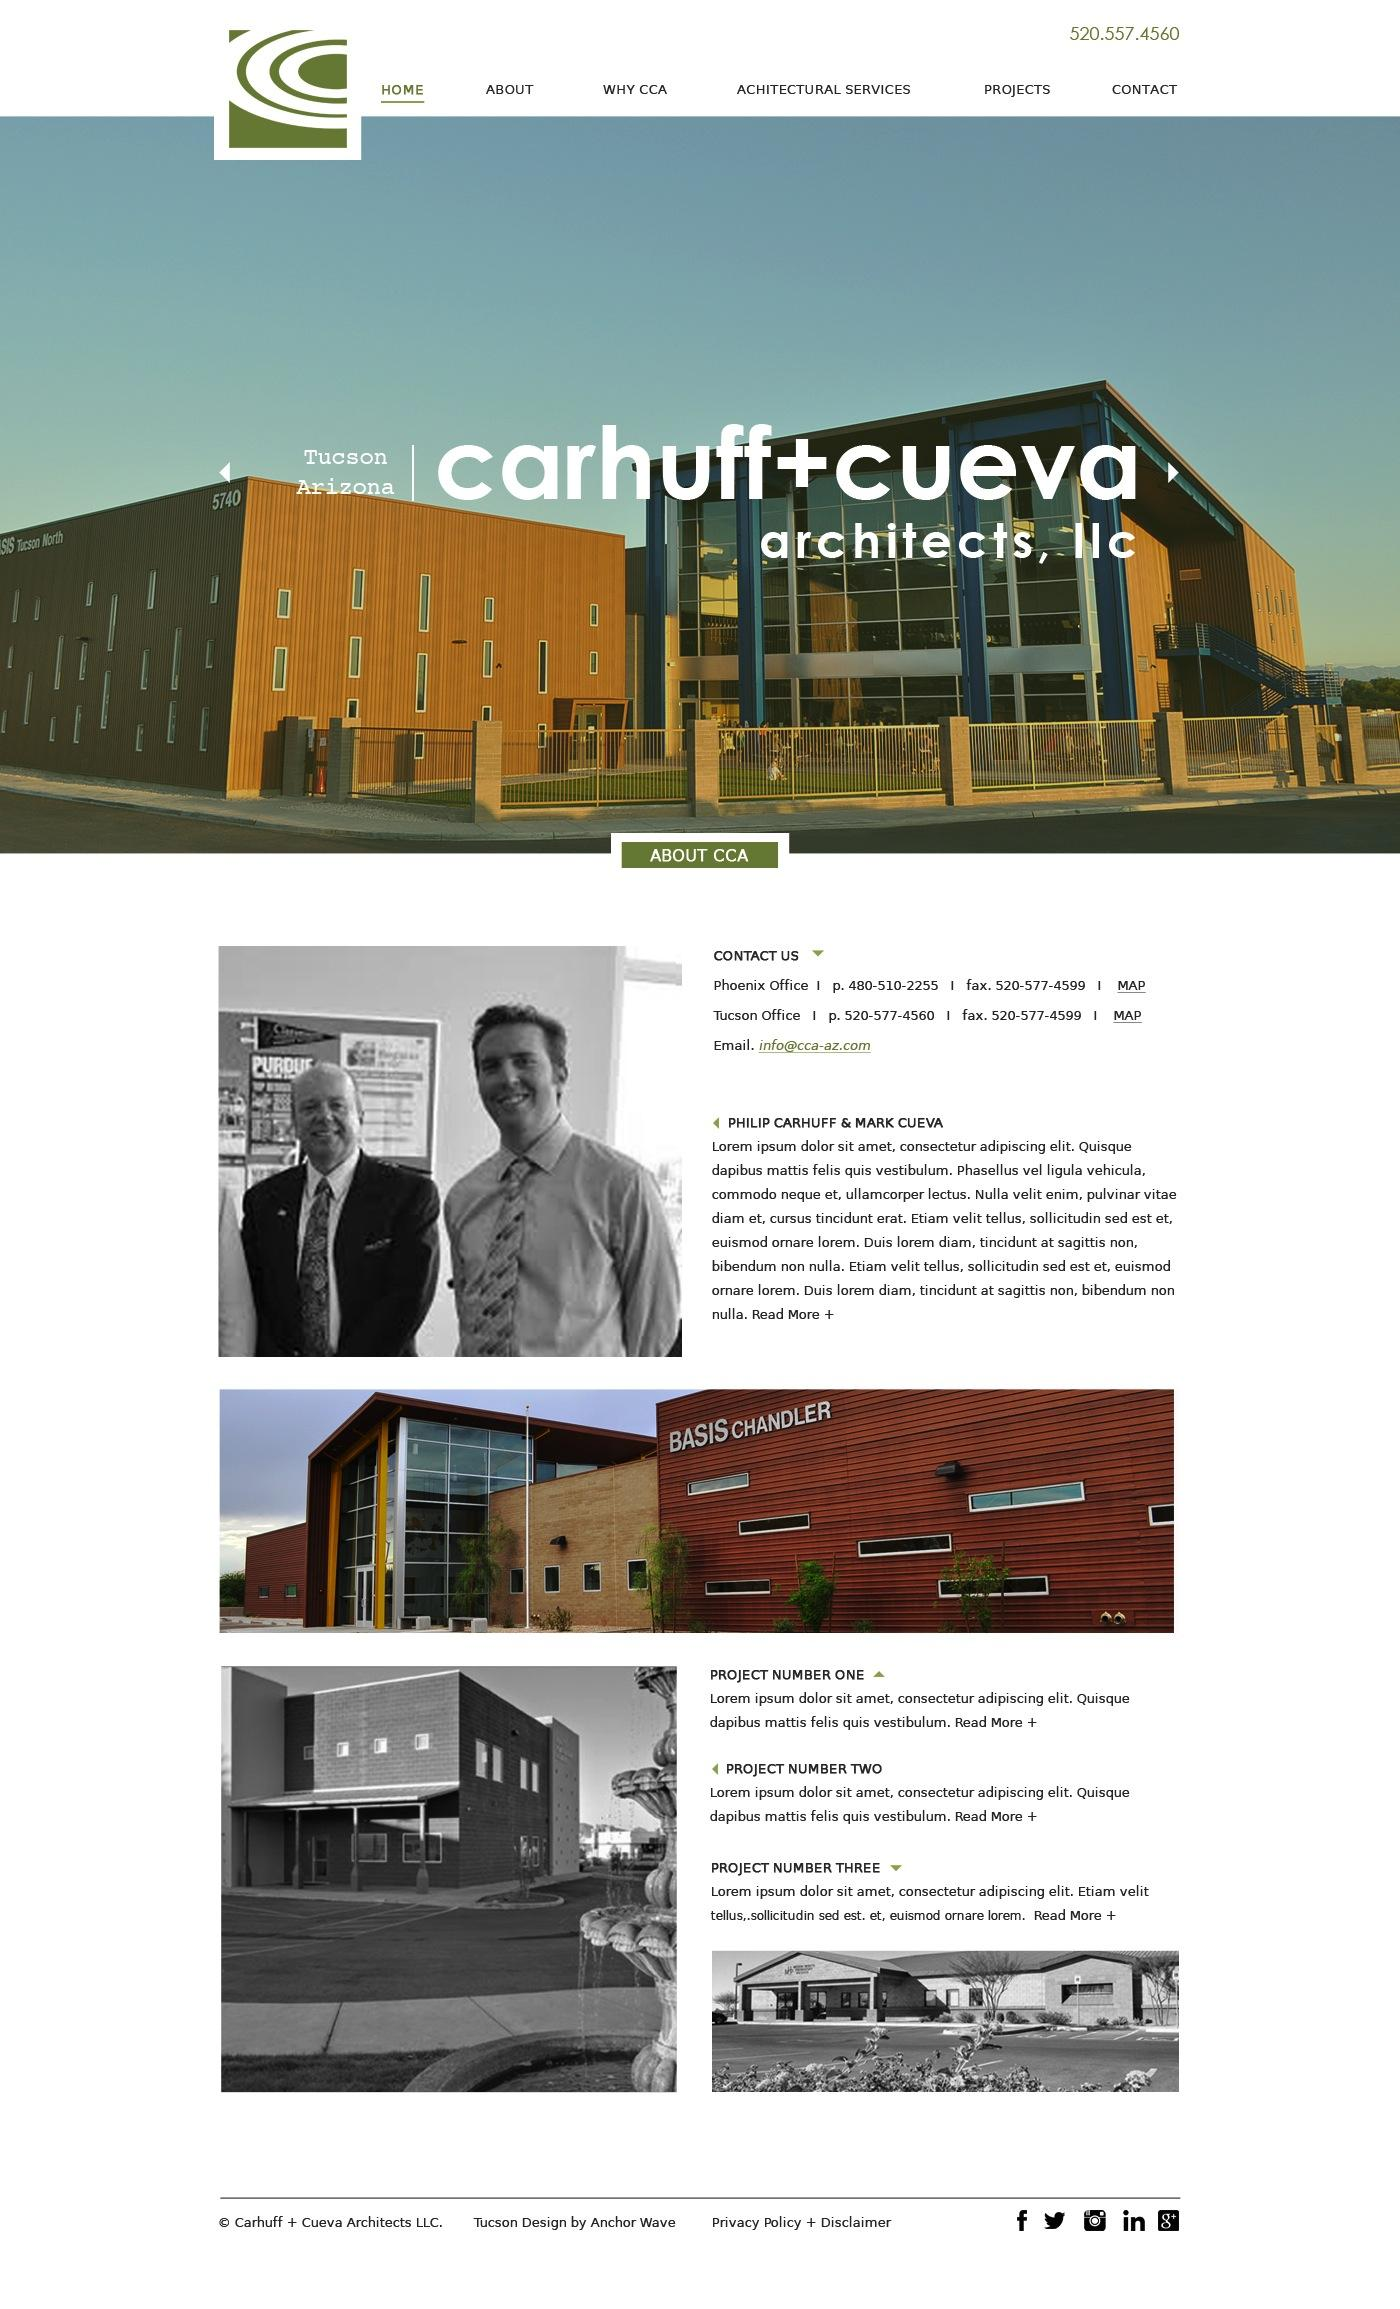 520.557.4560
HOME ABOUT WHY CCA ACHITECTURAL SERVICES PROJECTS CONTACT
Tucson
Arizona
carhuff+cueva
architects, llc
5740
BASIS Tucson North
ABOUT CCA
CONTACT US
Phoenix Office I p. 480-510-2255 I fax. 520-577-4599 I MAP
Tucson Office I p. 520-577-4560 I fax. 520-577-4599 I MAP
Email. info@cca-az.com
PURDUE
PHILIP CARHUFF & MARK CUEVA
Lorem ipsum dolor sit amet, consectetur adipiscing elit. Quisque
dapibus mattis felis quis vestibulum. Phasellus vel ligula vehicula,
commodo neque et, ullamcorper lectus. Nulla velit enim, pulvinar vitae
diam et, cursus tincidunt erat. Etiam velit tellus, sollicitudin sed est et,
euismod ornare lorem. Duis lorem diam, tincidunt at sagittis non,
bibendum non nulla. Etiam velit tellus, sollicitudin sed est et, euismod
ornare lorem. Duis lorem diam, tincidunt at sagittis non, bibendum non
nulla. Read More +
BASIS CHANDLER
PROJECT NUMBER ONE
Lorem ipsum dolor sit amet, consectetur adipiscing elit. Quisque
dapibus mattis felis quis vestibulum. Read More +
PROJECT NUMBER TWO
Lorem ipsum dolor sit amet, consectetur adipiscing elit. Quisque
dapibus mattis felis quis vestibulum. Read More +
PROJECT NUMBER THREE
Lorem ipsum dolor sit amet, consectetur adipiscing elit. Etiam velit
tellus,.sollicitudin sed est. et, euismod ornare lorem. Read More +
© Carhuff + Cueva Architects LLC. Tucson Design by Anchor Wave Privacy Policy + Disclaimer